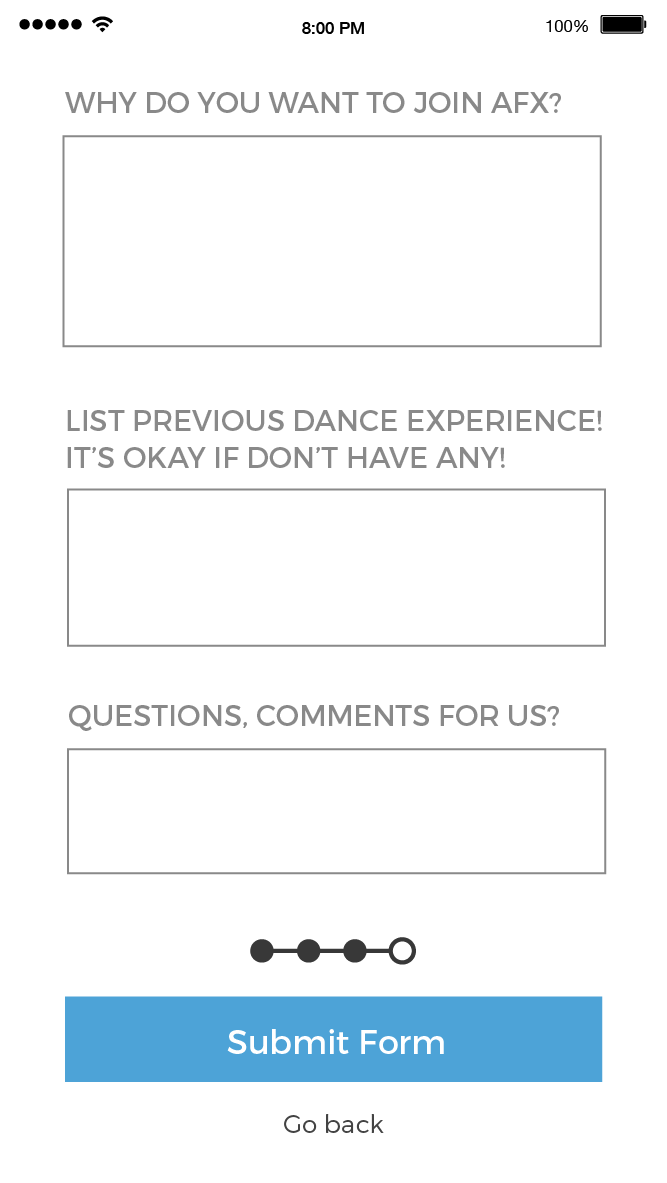 8:00 PM
100%
WHY DO YOU WANT TO JOIN AFX?
LIST PREVIOUS DANCE EXPERIENCE!
IT’S OKAY IF DON’T HAVE ANY!
QUESTIONS, COMMENTS FOR US?
Submit Form
Go back